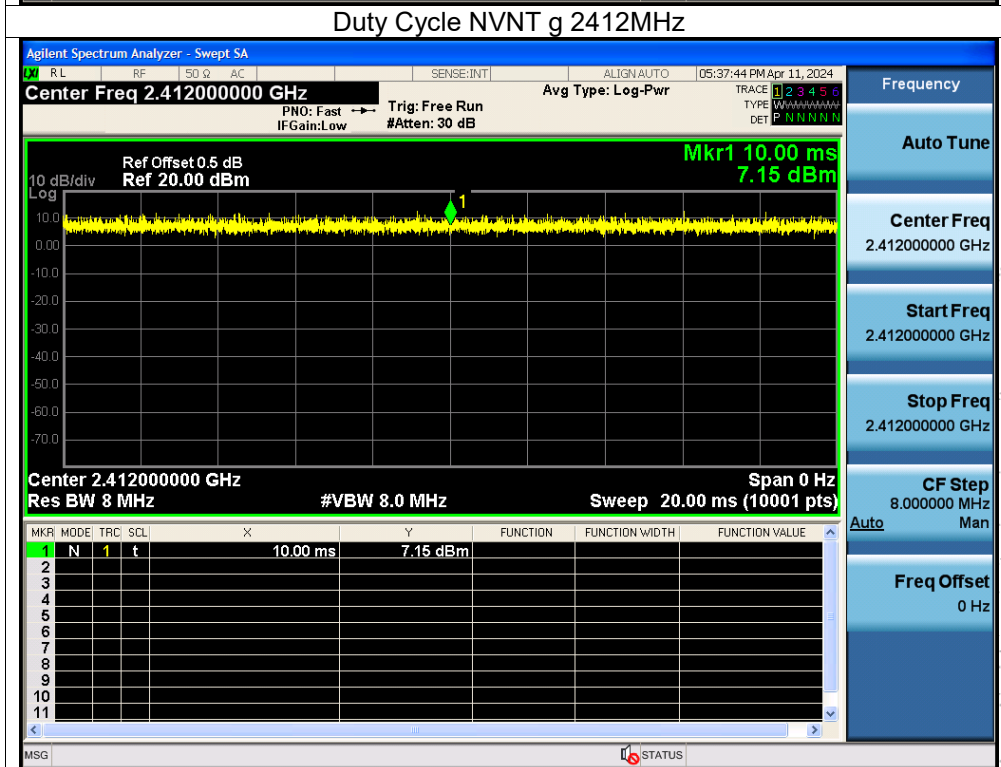 Duty Cycle NVNT g 2412MHz
Agilent Spectrum Analyzer - Swept SA
LXI RL RF 50 Ω AC SENSE:INT ALIGN AUTO 05:37:44 PM Apr 11, 2024
Center Freq 2.412000000 GHz Avg Type: Log-Pwr TRACE 1 2 3 4 5 6
PNO: Fast Trig: Free Run TYPE WWWWWW
IFGain:Low #Atten: 30 dB DET P N N N N N
Frequency
Auto Tune
Center Freq
2.412000000 GHz
Start Freq
2.412000000 GHz
Stop Freq
2.412000000 GHz
CF Step
8.000000 MHz
Auto Man
Freq Offset
0 Hz
Mkr1 10.00 ms
7.15 dBm
Ref Offset 0.5 dB
10 dB/div Ref 20.00 dBm
Log
1
10.0
0.00
-10.0
-20.0
-30.0
-40.0
-50.0
-60.0
-70.0
Center 2.412000000 GHz Span 0 Hz
Res BW 8 MHz #VBW 8.0 MHz Sweep 20.00 ms (10001 pts)
MKR MODE TRC SCL X Y FUNCTION FUNCTION WIDTH FUNCTION VALUE
1 N 1 t 10.00 ms 7.15 dBm
2
3
4
5
6
7
8
9
10
11
MSG STATUS